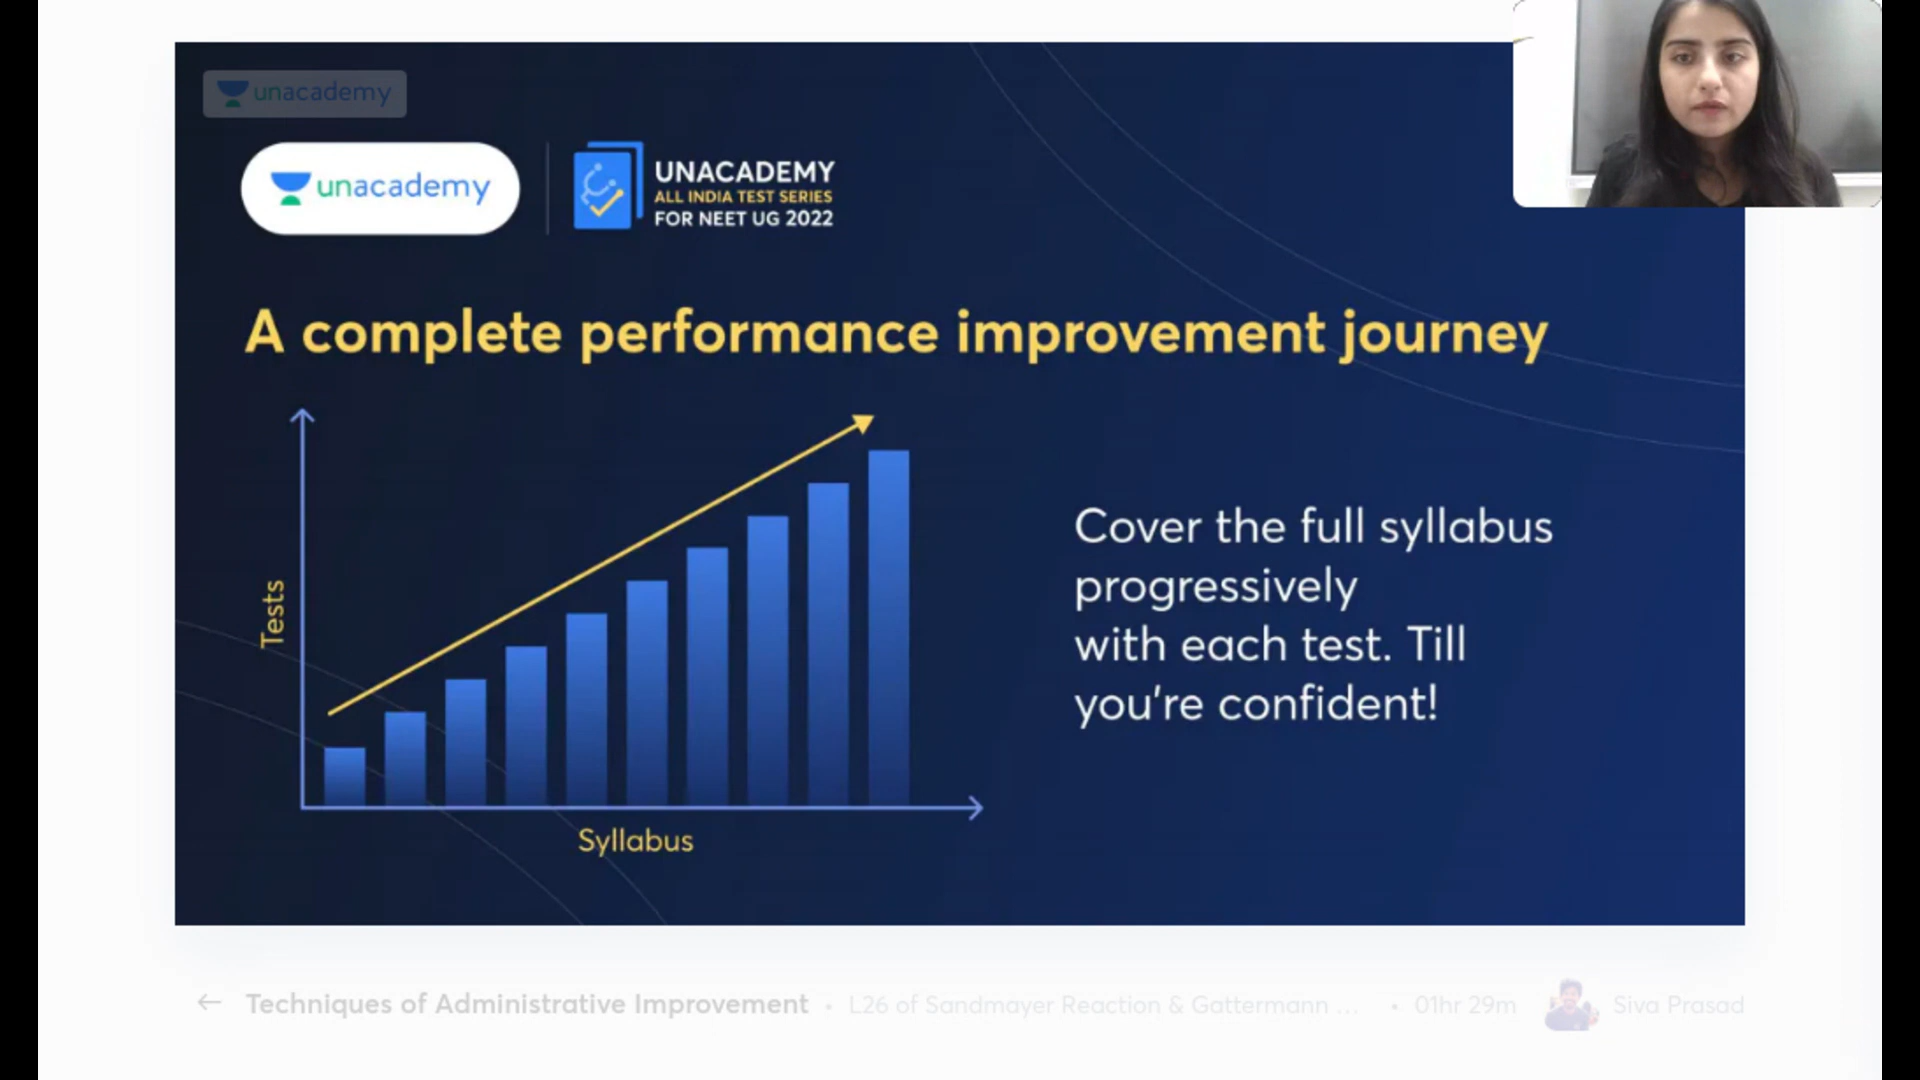 unacademy
unacademy
UNACADEMY
ALL INDIA TEST SERIES
FOR NEET UG 2022
A complete performance improvement journey
Tests
Syllabus
Cover the full syllabus
progressively
with each test. Till
you're confident!
Techniques of Administrative Improvement • L26 of Sandmayer Reaction & Gattermann ... • 01hr 29m Siva Prasad